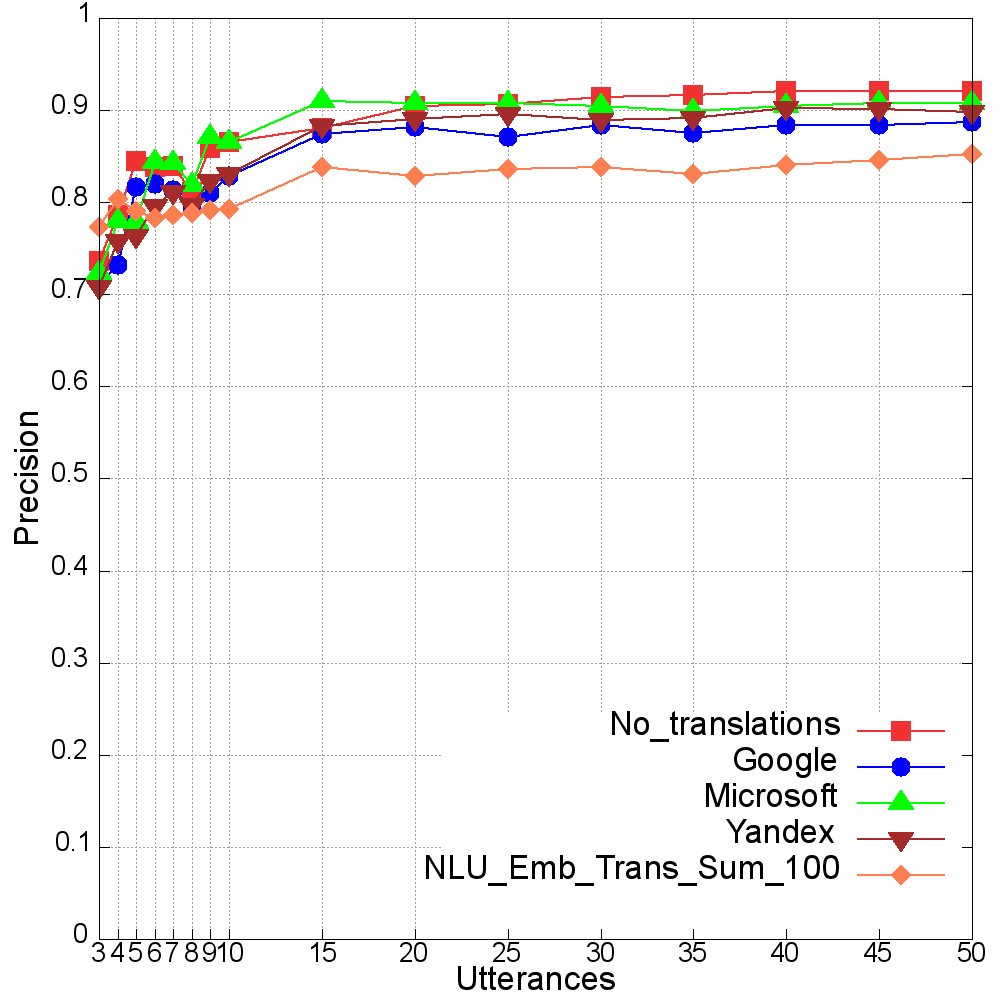 1
0.9
0.8
0.7
0.6
0.5
0.4
0.3
0.2
0.1
0
Precision
No_translations
Google
Microsoft
Yandex
NLU_Emb_Trans_Sum_100
3 4 5 6 7 8 9 10 15 20 25 30 35 40 45 50
Utterances